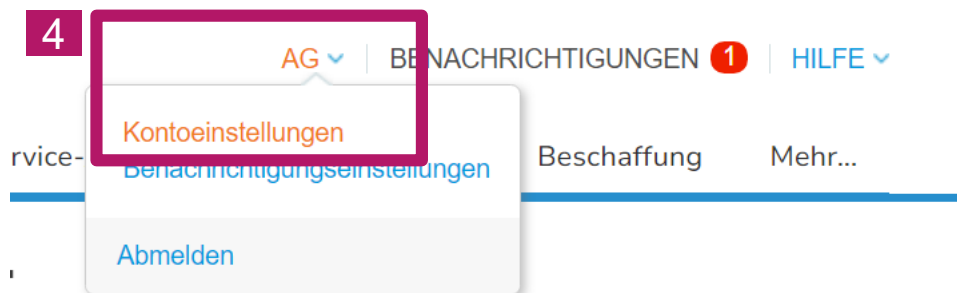 4
AG BENACHRICHTIGUNGEN 1 HILFE
Kontoeinstellungen
rvice- Beschaffung Mehr...
Benachrichtigungseinstellungen
Abmelden